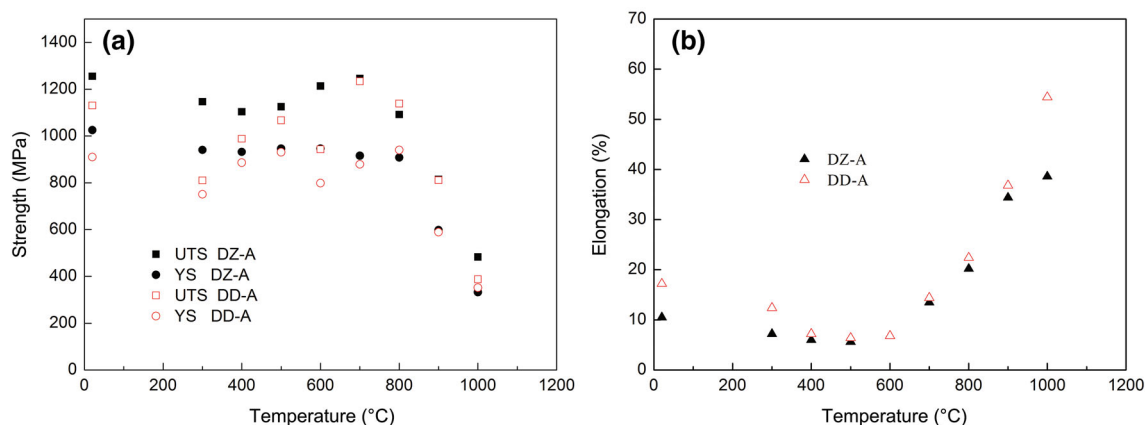 (a)
Strength (MPa)
1400
1200
1000
800
600
400
200
0
UTS DZ-A
YS DZ-A
UTS DD-A
YS DD-A
0 200 400 600 800 1000 1200
Temperature (°C)
(b)
Elongation (%)
70
60
50
40
30
20
10
0
DZ-A
DD-A
200 400 600 800 1000 1200
Temperature (°C)